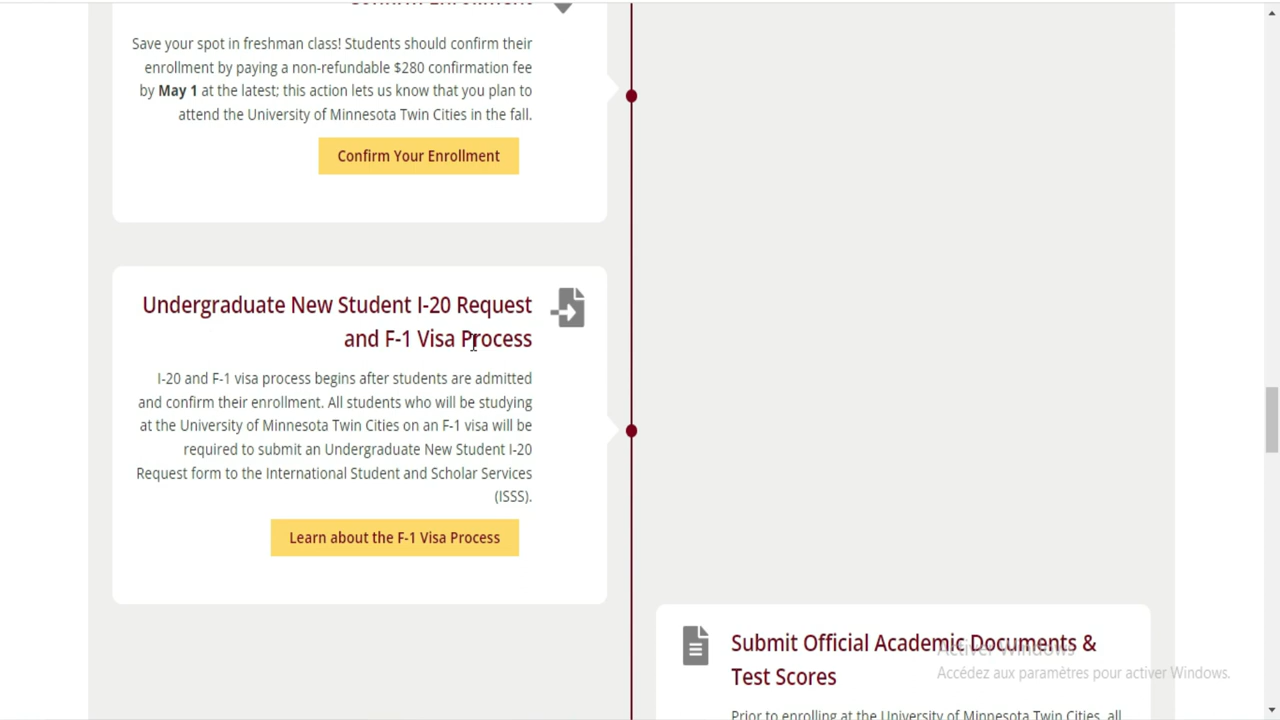 Confirm Enrollment
Save your spot in freshman class! Students should confirm their
enrollment by paying a non-refundable $280 confirmation fee
by May 1 at the latest; this action lets us know that you plan to
attend the University of Minnesota Twin Cities in the fall.
Confirm Your Enrollment
Undergraduate New Student I-20 Request
and F-1 Visa Process
I-20 and F-1 visa process begins after students are admitted
and confirm their enrollment. All students who will be studying
at the University of Minnesota Twin Cities on an F-1 visa will be
required to submit an Undergraduate New Student I-20
Request form to the International Student and Scholar Services
(ISSS).
Learn about the F-1 Visa Process
Submit Official Academic Documents &
Test Scores
Prior to enrolling at the University of Minnesota Twin Cities, all
Activer Windows
Accédez aux paramètres pour activer Windows.